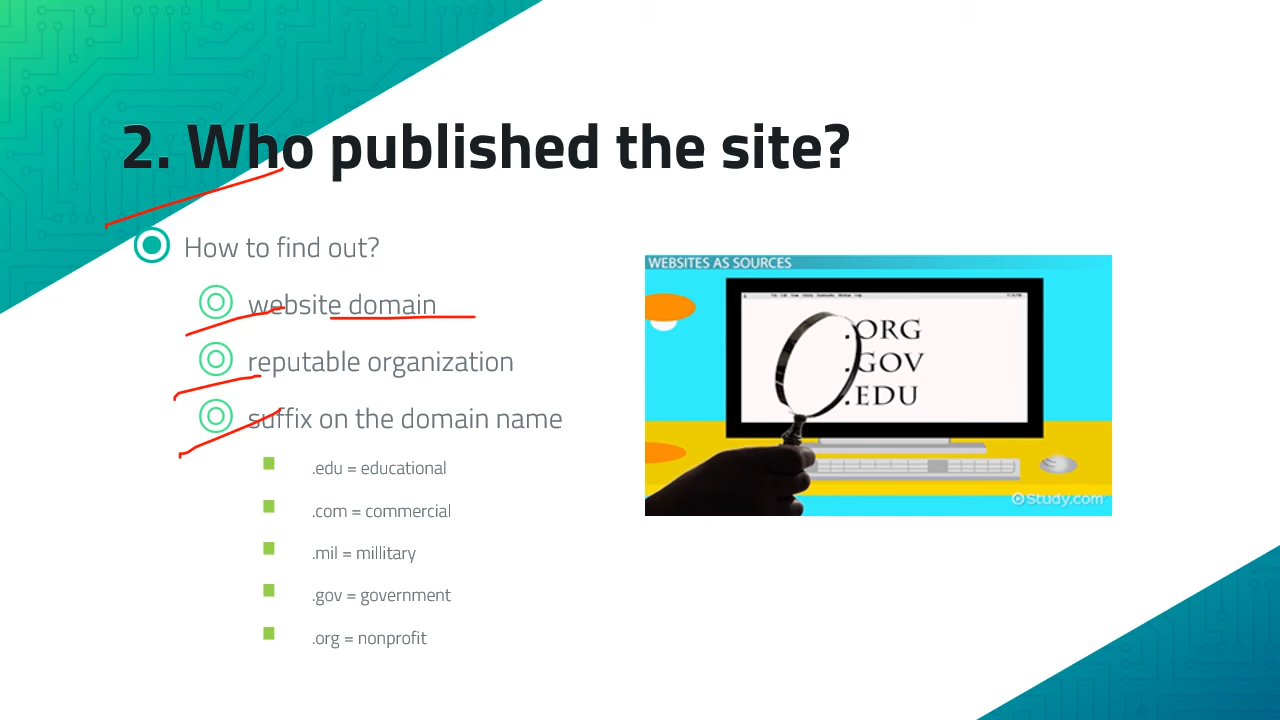 2. Who published the site?
How to find out?
website domain
reputable organization
suffix on the domain name
.edu = educational
.com = commercial
.mil = millitary
.gov = government
.org = nonprofit
WEBSITES AS SOURCES
.ORG
.GOV
.EDU
Study.com